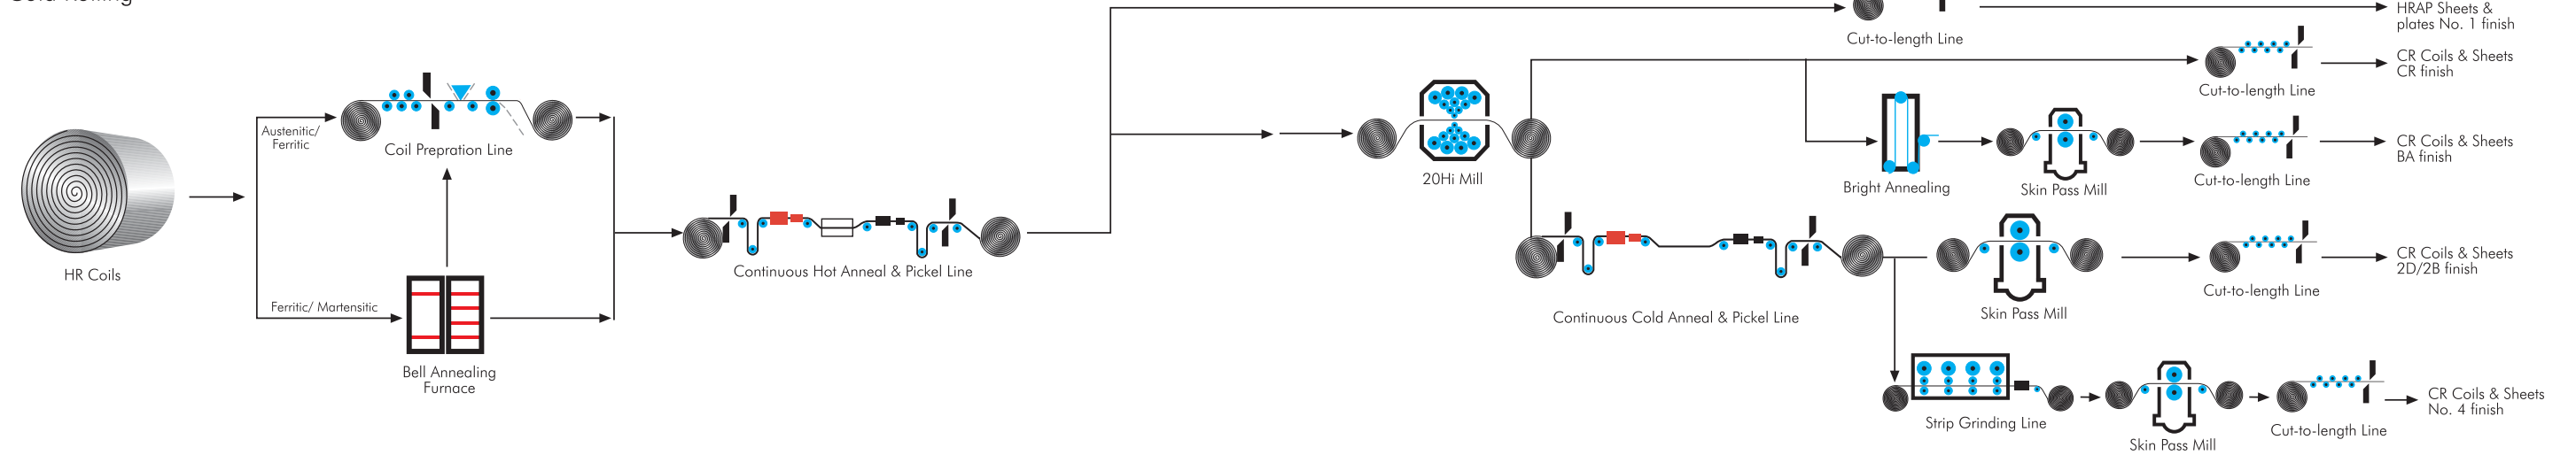 HRAP Sheets &
plates No. 1 finish
Cut-to-length Line
CR Coils & Sheets
CR finish
Cut-to-length Line
Austenitic/
Ferritic
Coil Prepration Line
20Hi Mill
CR Coils & Sheets
BA finish
Bright Annealing
Skin Pass Mill
Cut-to-length Line
HR Coils
Continuous Hot Anneal & Pickel Line
CR Coils & Sheets
2D/2B finish
Cut-to-length Line
Ferritic/ Martensitic
Continuous Cold Anneal & Pickel Line
Skin Pass Mill
Bell Annealing
Furnace
CR Coils & Sheets
No. 4 finish
Strip Grinding Line
Skin Pass Mill
Cut-to-length Line